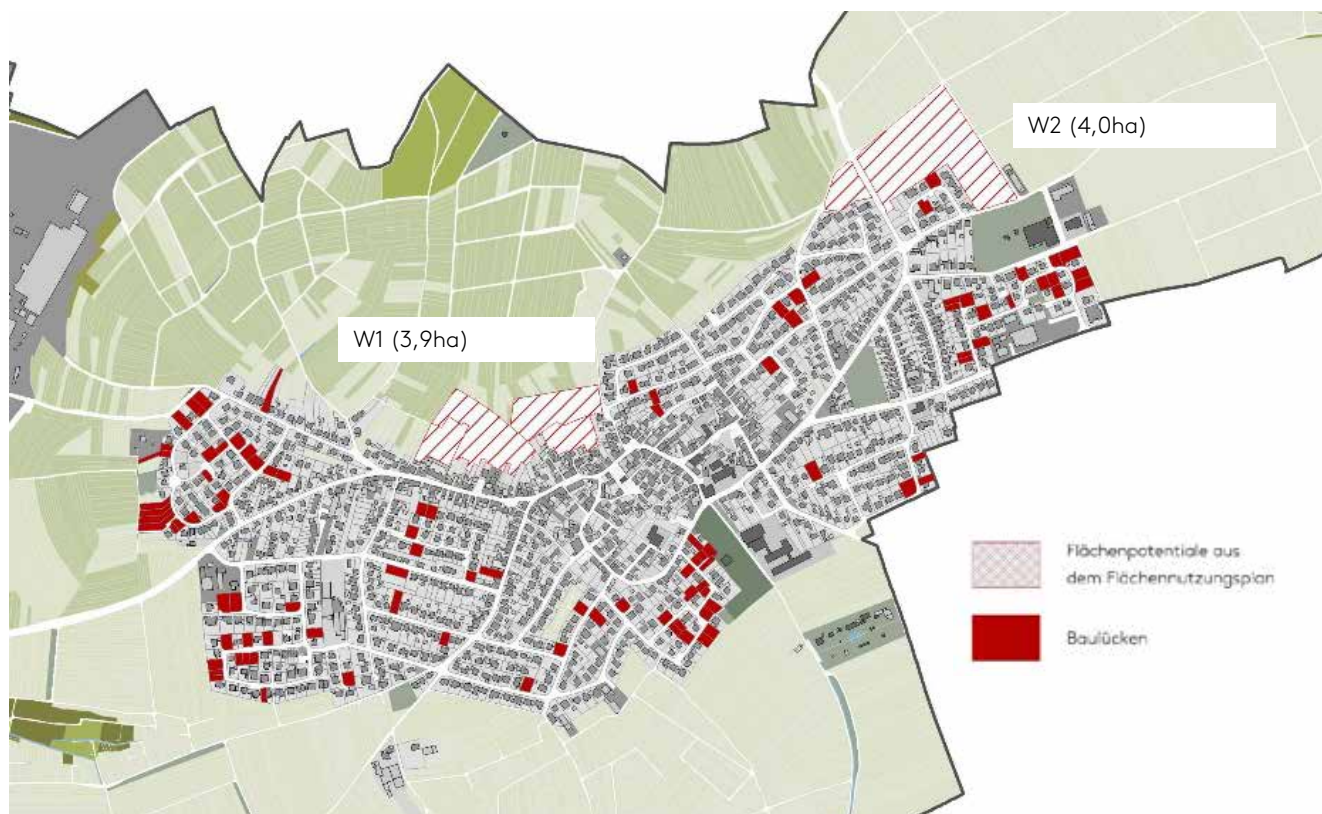 W2 (4,0ha)
W1 (3,9ha)
Flächenpotentiale aus
dem Flächennutzungsplan
Baulücken